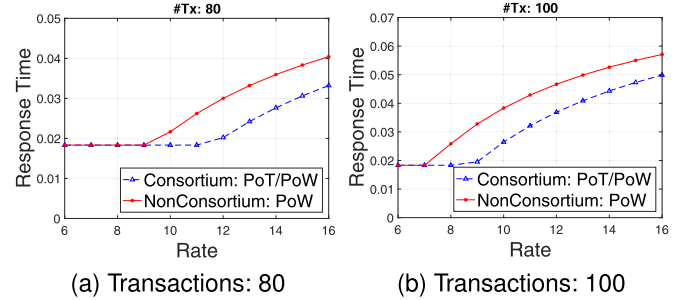 #Tx: 80
0.05
0.04
0.03
0.02
0.01
0
Response Time
6 8 10 12 14 16
Rate
Consortium: PoT/PoW
NonConsortium: PoW
(a) Transactions: 80
#Tx: 100
0.07
0.06
0.05
0.04
0.03
0.02
0.01
0
Response Time
6 8 10 12 14 16
Rate
Consortium: PoT/PoW
NonConsortium: PoW
(b) Transactions: 100